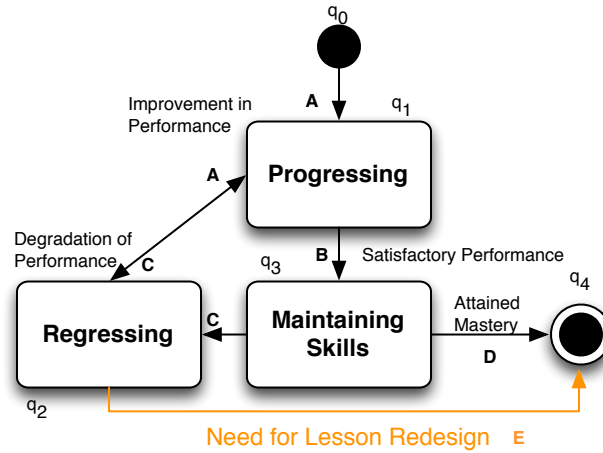 q0
Improvement in
Performance
A
q1
A
Progressing
Degradation of
Performance
C
B
Satisfactory Performance
q3
q4
Regressing
C
Maintaining
Skills
Attained
Mastery
D
q2
Need for Lesson Redesign E